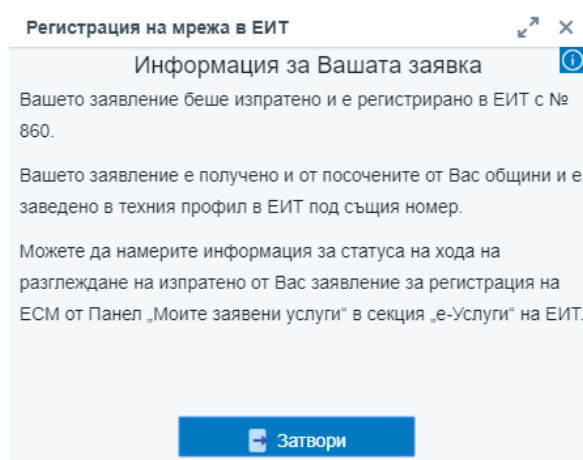 Регистрация на мрежа в ЕИТ
Информация за Вашата заявка
Вашето заявление беше изпратено и е регистрирано в ЕИТ с №
860.
Вашето заявление е получено и от посочените от Вас общини и е
заведено в техния профил в ЕИТ под същия номер.
Можете да намерите информация за статуса на хода на
разглеждане на изпратено от Вас заявление за регистрация на
ЕСМ от Панел „Моите заявени услуги“ в секция „е-Услуги“ на ЕИТ.
Затвори